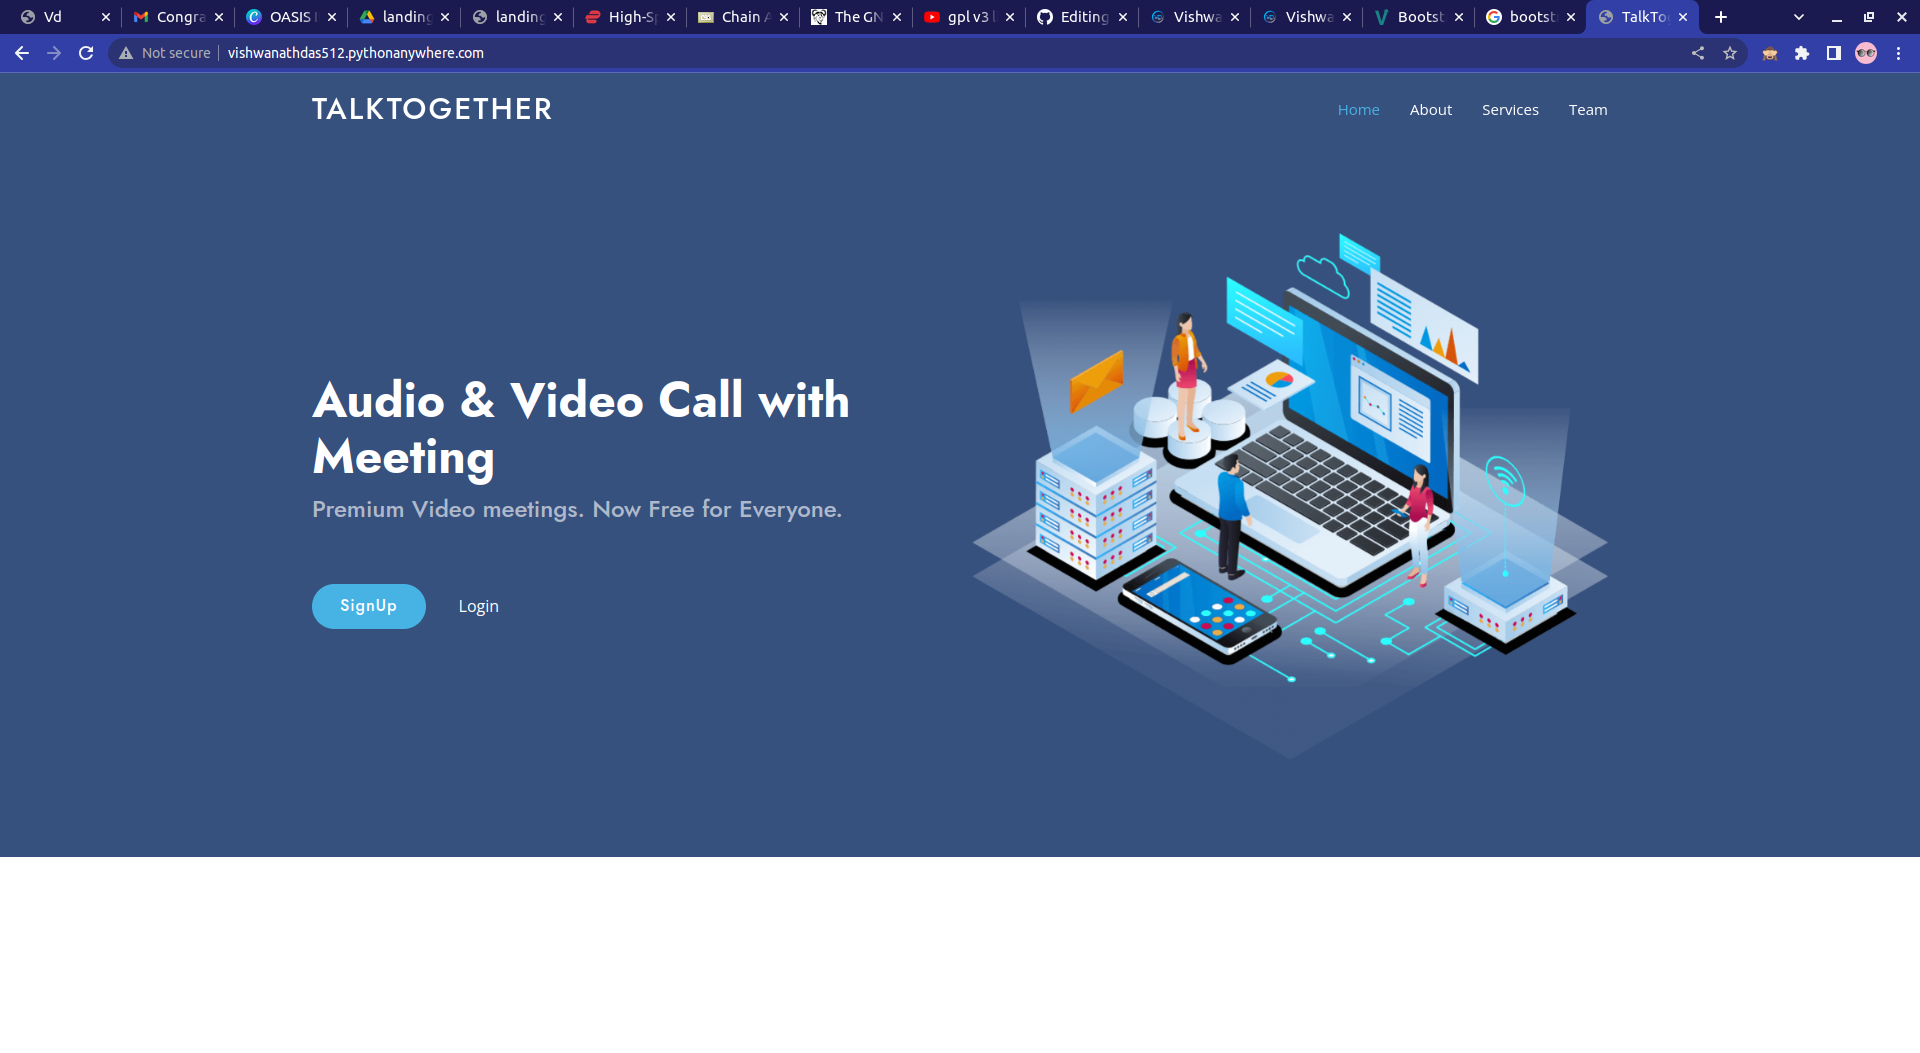 Vd
Congra
OASIS
landing
landing
High-Sp
Chain A
The GN
gpl v3 l
Editing
Vishwa
Vishwa
Bootst
bootst
TalkTo
Not secure
vishwanathdas512.pythonanywhere.com
TALKTOGETHER
Home
About
Services
Team
Audio & Video Call with
Meeting
Premium Video meetings. Now Free for Everyone.
SignUp
Login